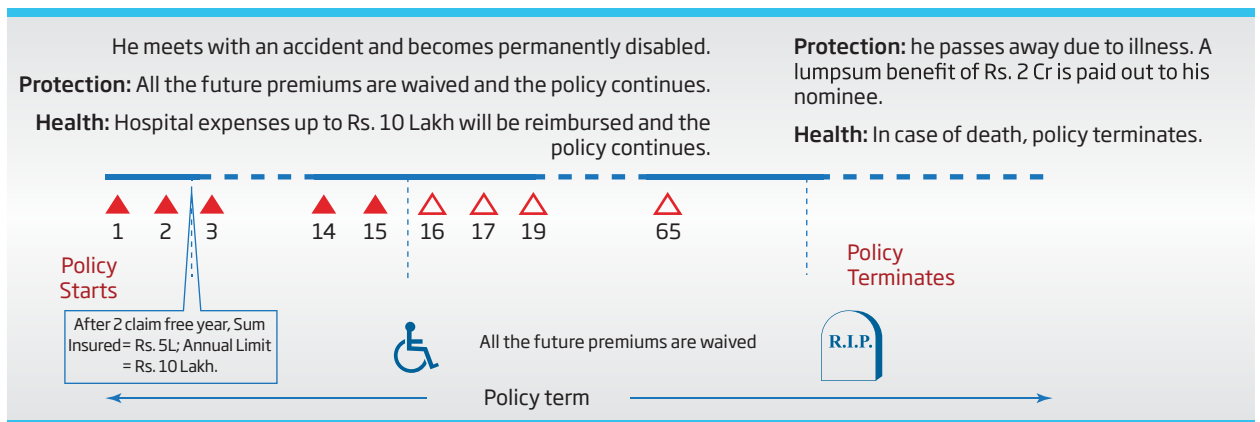 He meets with an accident and becomes permanently disabled.
Protection: All the future premiums are waived and the policy continues.
Health: Hospital expenses up to Rs. 10 Lakh will be reimbursed and the
policy continues.
Protection: he passes away due to illness. A
lumpsum benefit of Rs. 2 Cr is paid out to his
nominee.
Health: In case of death, policy terminates.
1 2 3 14 15 16 17 19 65
Policy
Starts
Policy
Terminates
After 2 claim free year, Sum
Insured= Rs. 5L; Annual Limit
= Rs. 10 Lakh.
All the future premiums are waived
R.I.P.
Policy term